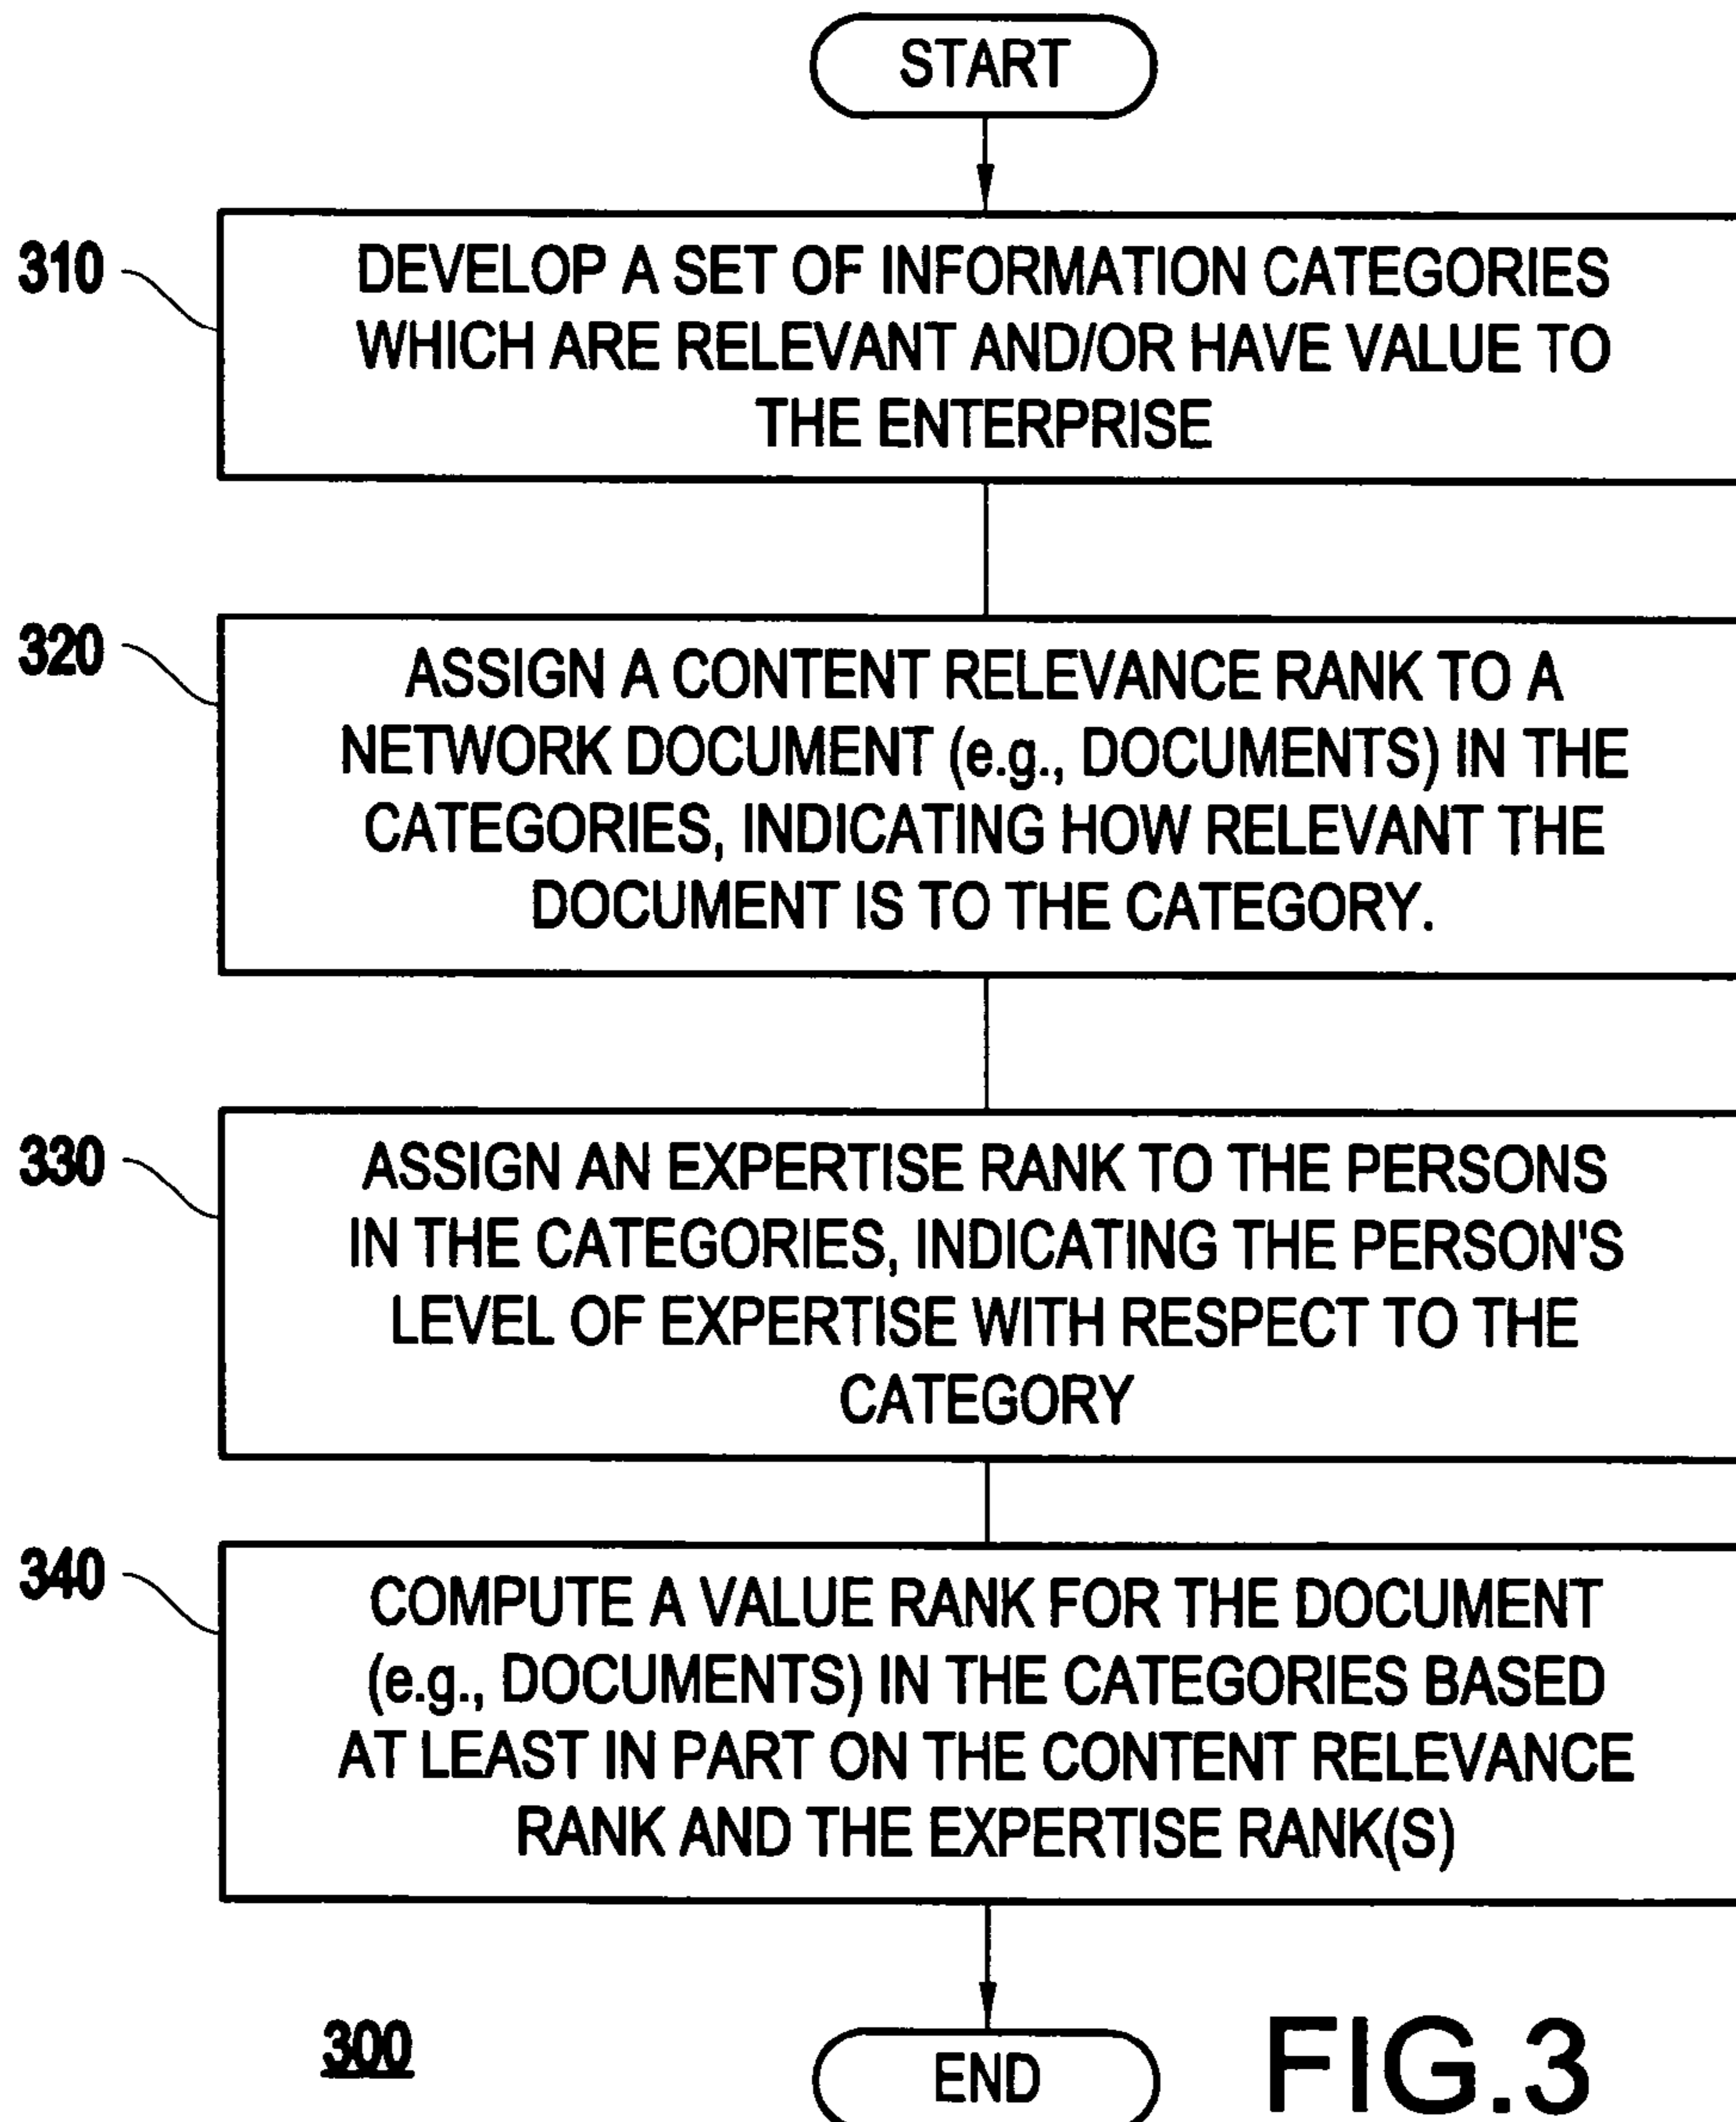 START
310
DEVELOP A SET OF INFORMATION CATEGORIES
WHICH ARE RELEVANT AND/OR HAVE VALUE TO
THE ENTERPRISE
320
ASSIGN A CONTENT RELEVANCE RANK TO A
NETWORK DOCUMENT (e.g., DOCUMENTS) IN THE
CATEGORIES, INDICATING HOW RELEVANT THE
DOCUMENT IS TO THE CATEGORY.
330
ASSIGN AN EXPERTISE RANK TO THE PERSONS
IN THE CATEGORIES, INDICATING THE PERSON'S
LEVEL OF EXPERTISE WITH RESPECT TO THE
CATEGORY
340
COMPUTE A VALUE RANK FOR THE DOCUMENT
(e.g., DOCUMENTS) IN THE CATEGORIES BASED
AT LEAST IN PART ON THE CONTENT RELEVANCE
RANK AND THE EXPERTISE RANK(S)
300
END
FIG.3